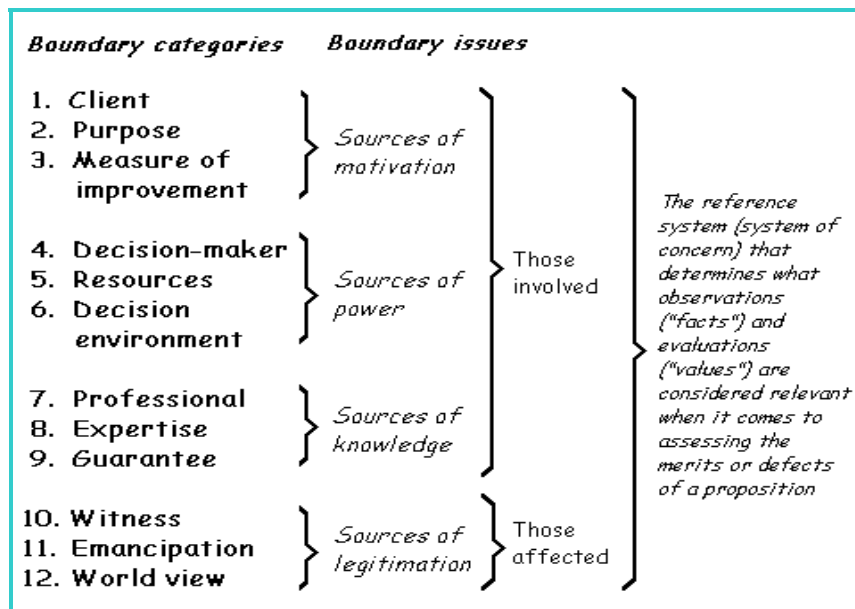 Boundary categories
Boundary issues
1. Client
2. Purpose
3. Measure of
improvement
Sources of
motivation
4. Decision-maker
5. Resources
6. Decision
environment
Sources of
power
7. Professional
8. Expertise
9. Guarantee
Sources of
knowledge
Those
involved
10. Witness
11. Emancipation
12. World view
Sources of
legitimation
Those
affected
The reference
system (system of
concern) that
determines what
observations
("facts") and
evaluations
("values") are
considered relevant
when it comes to
assessing the
merits or defects
of a proposition